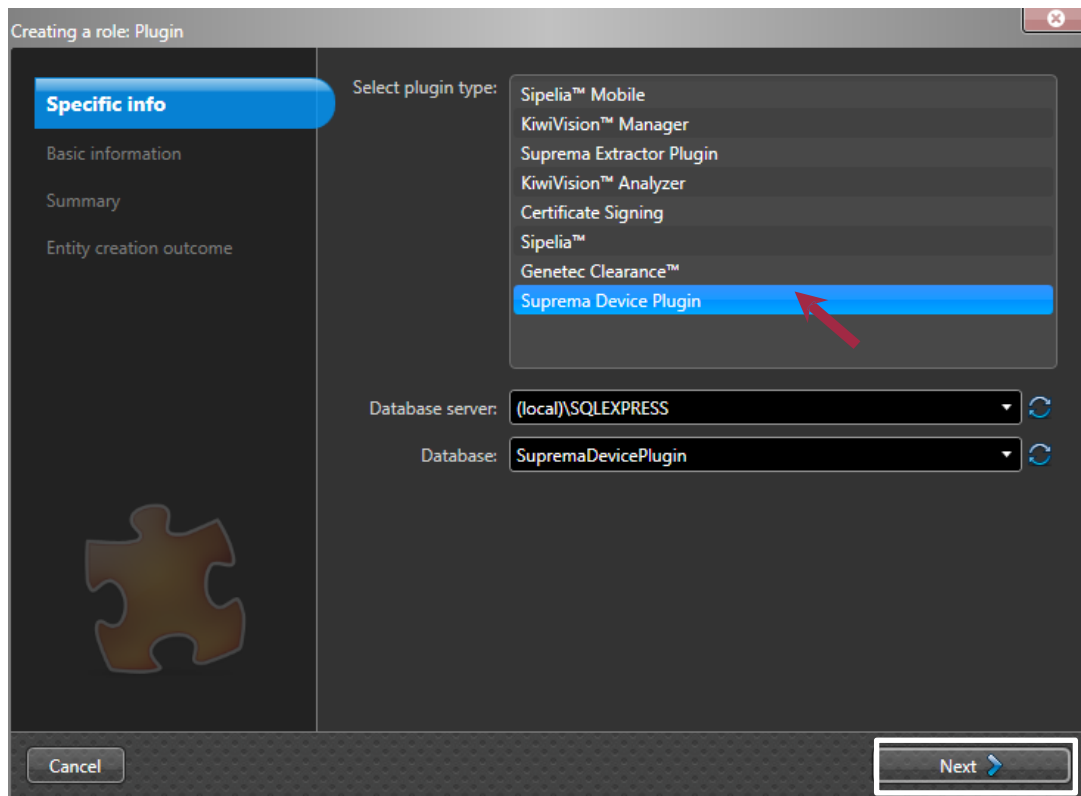 Creating a role: Plugin
Specific info
Basic information
Summary
Entity creation outcome
Select plugin type:
Sipelia™ Mobile
KiwiVision™ Manager
Suprema Extractor Plugin
KiwiVision™ Analyzer
Certificate Signing
Sipelia™
Genetec Clearance™
Suprema Device Plugin
Database server: (local)\SQLEXPRESS
Database: SupremaDevicePlugin
Cancel
Next